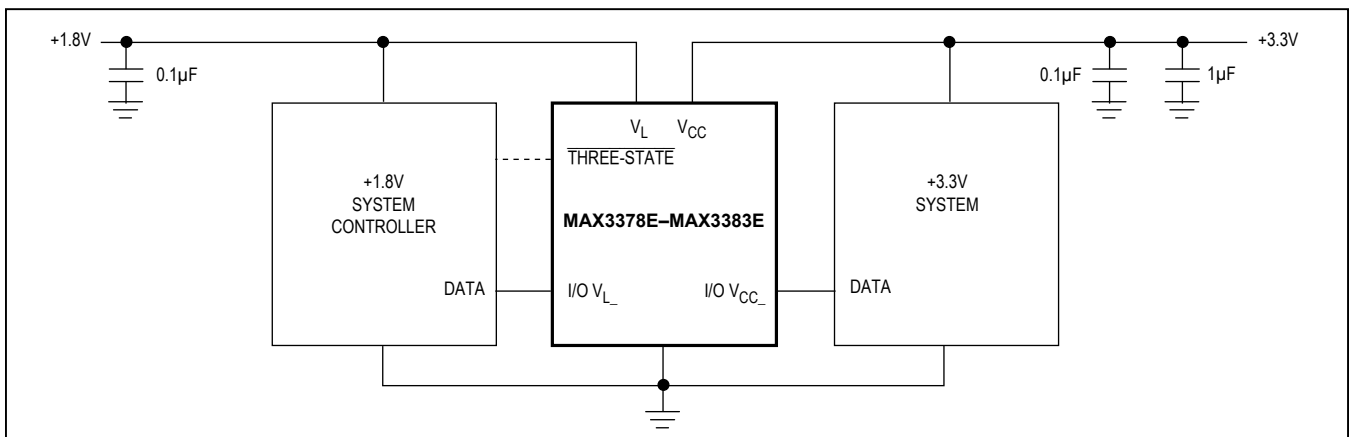 +1.8V
+3.3V
0.1µF
0.1µF
1µF
V_L
V_CC
THREE-STATE
+1.8V
SYSTEM
CONTROLLER
MAX3378E–MAX3383E
+3.3V
SYSTEM
DATA
I/O V_L_
I/O V_CC_
DATA